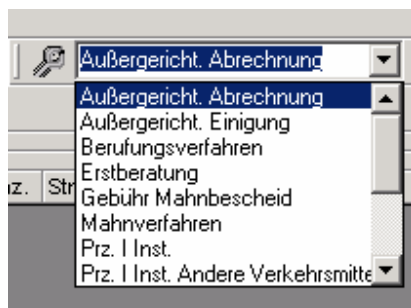 Außergericht. Abrechnung
Außergericht. Abrechnung
Außergericht. Einigung
Berufungsverfahren
Erstberatung
nz. Str
Gebühr Mahnbescheid
Mahnverfahren
Prz. I Inst.
Prz. I Inst. Andere Verkehrsmitte